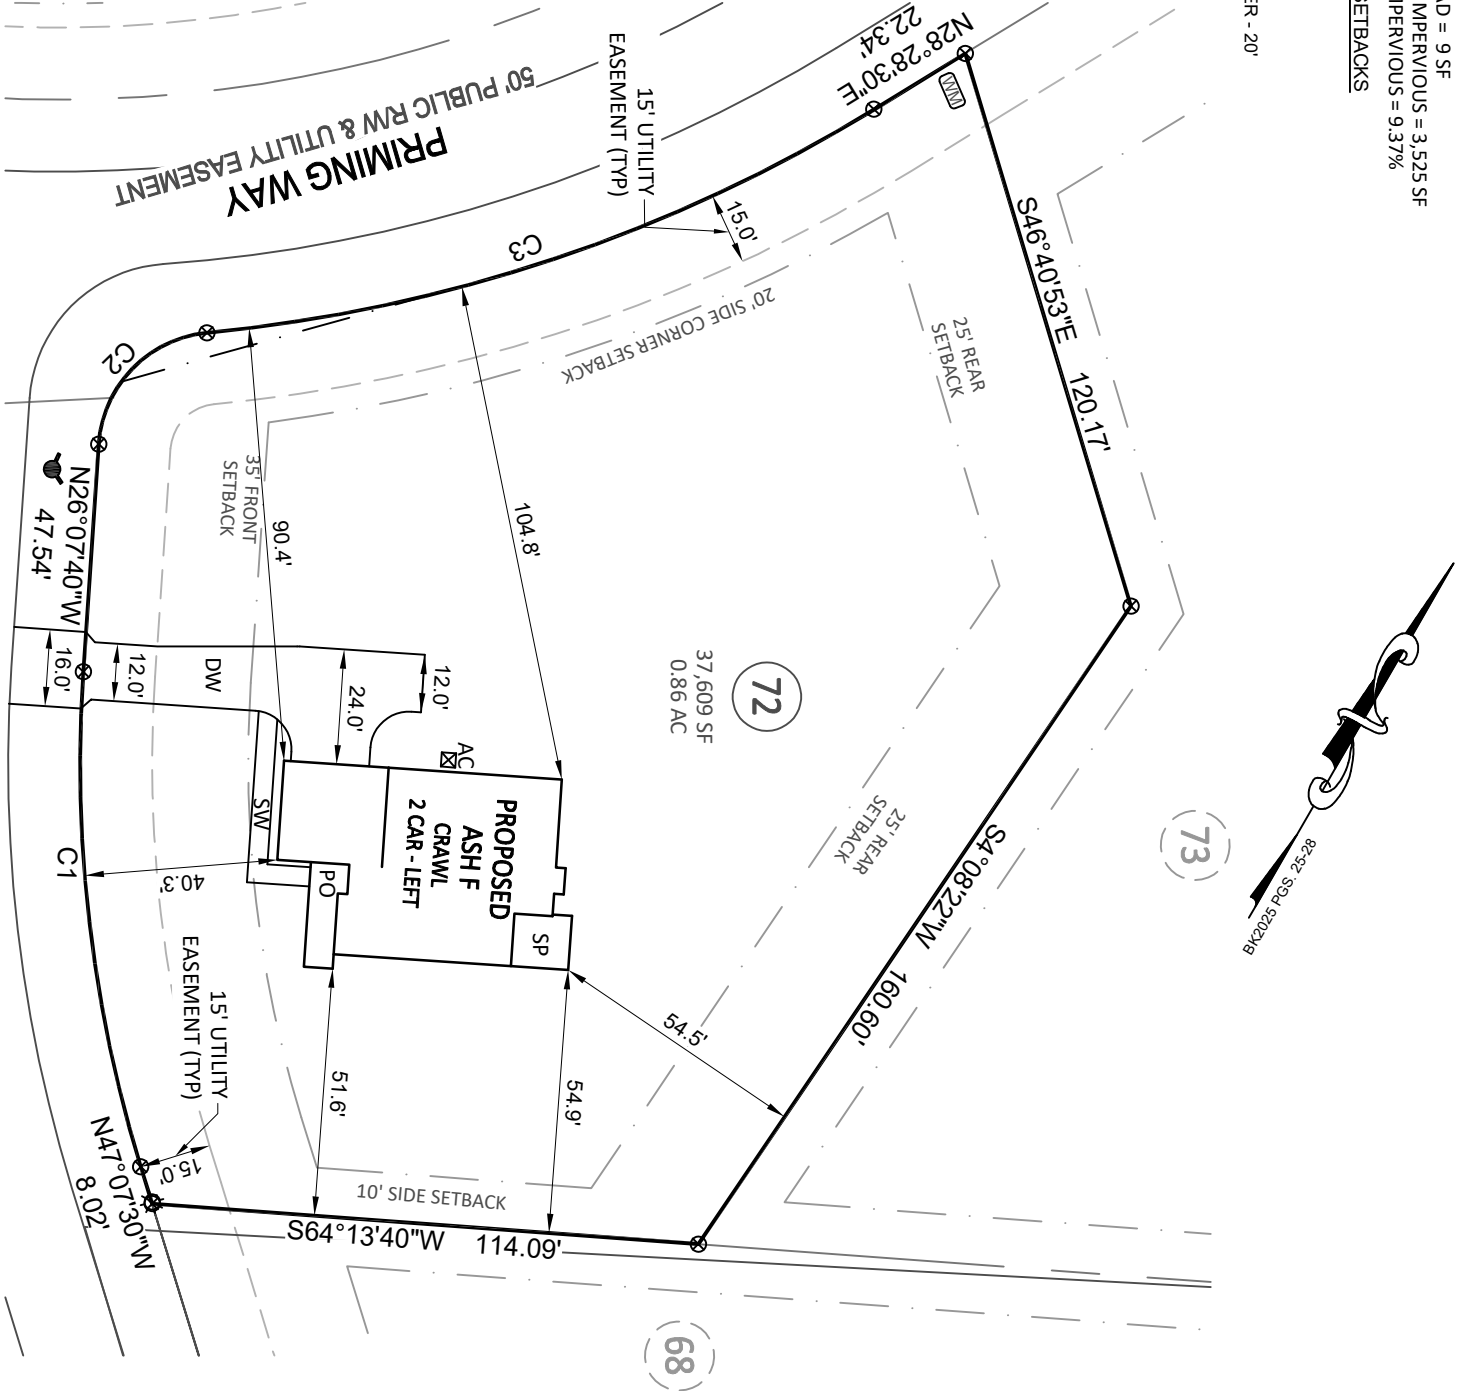 AD = 9 SF
MPERVIOUS = 3,525 SF
PERVIOUS = 9.37%
SETBACKS
ER - 20'
N28°28'30"E
22.34'
WM
15' UTILITY
EASEMENT (TYP)
50' PUBLIC R/W & UTILITY EASEMENT
PRIMING WAY
15.0'
C3
20' SIDE CORNER SETBACK
S46°40'53"E 120.17'
25' REAR
SETBACK
C2
35' FRONT
SETBACK
90.4'
104.8'
N26°07'40"W
47.54'
16.0'
12.0'
DW
24.0'
12.0'
AC
72
37,609 SF
0.86 AC
PROPOSED
ASH F
CRAWL
2 CAR - LEFT
SW
PO
SP
25' REAR
SETBACK
S4°08'22"W 160.60'
73
BK2025 PGS. 25-28
C1
40.3'
54.5'
15' UTILITY
EASEMENT (TYP)
15.0'
51.6'
54.9'
10' SIDE SETBACK
N47°07'30"W
8.02'
S64°13'40"W 114.09'
68